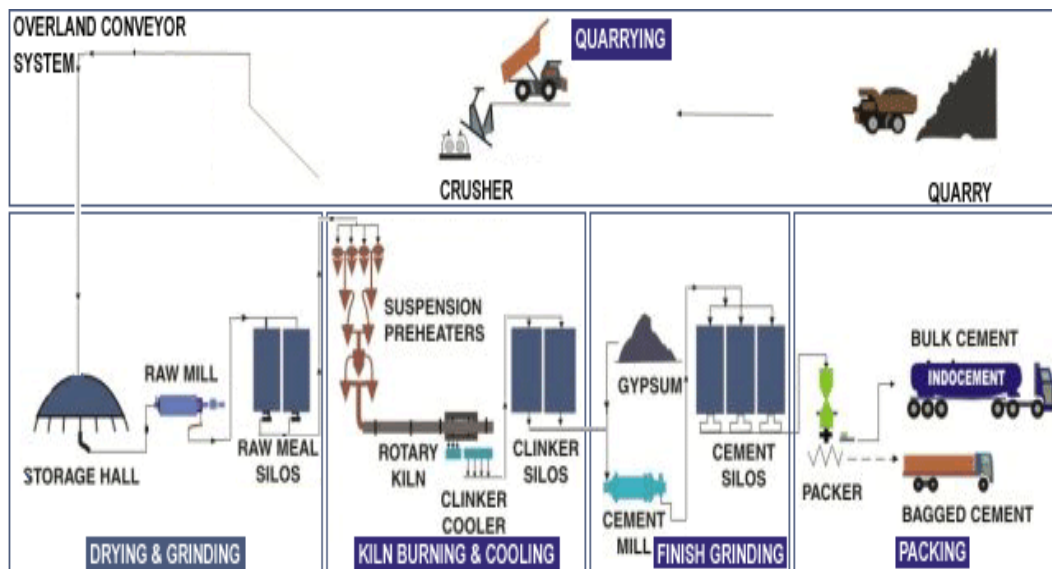 OVERLAND CONVEYOR
SYSTEM
QUARRYING
CRUSHER
QUARRY
SUSPENSION
PREHEATERS
RAW MILL
STORAGE HALL
RAW MEAL
SILOS
ROTARY
KILN
CLINKER
COOLER
CLINKER
SILOS
GYPSUM
CEMENT
MILL
CEMENT
SILOS
BULK CEMENT
INDOCEMENT
PACKER
BAGGED CEMENT
DRYING & GRINDING
KILN BURNING & COOLING
FINISH GRINDING
PACKING